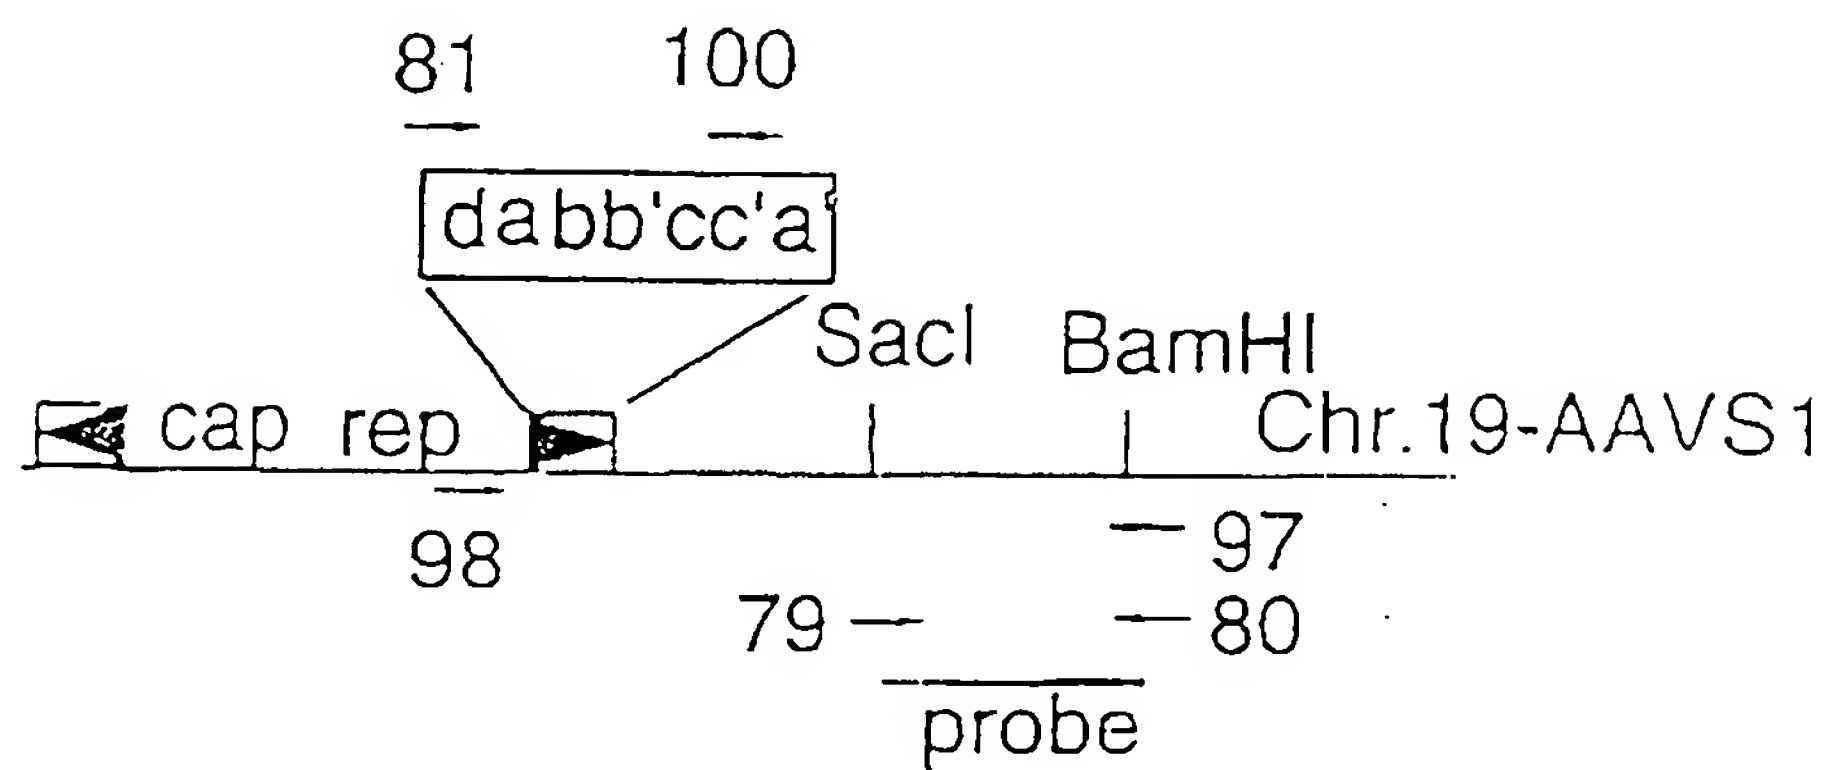 81 100
dabb'cc'a'
SacI BamHI
cap rep Chr.19-AAVS1
98 97
79 80
probe